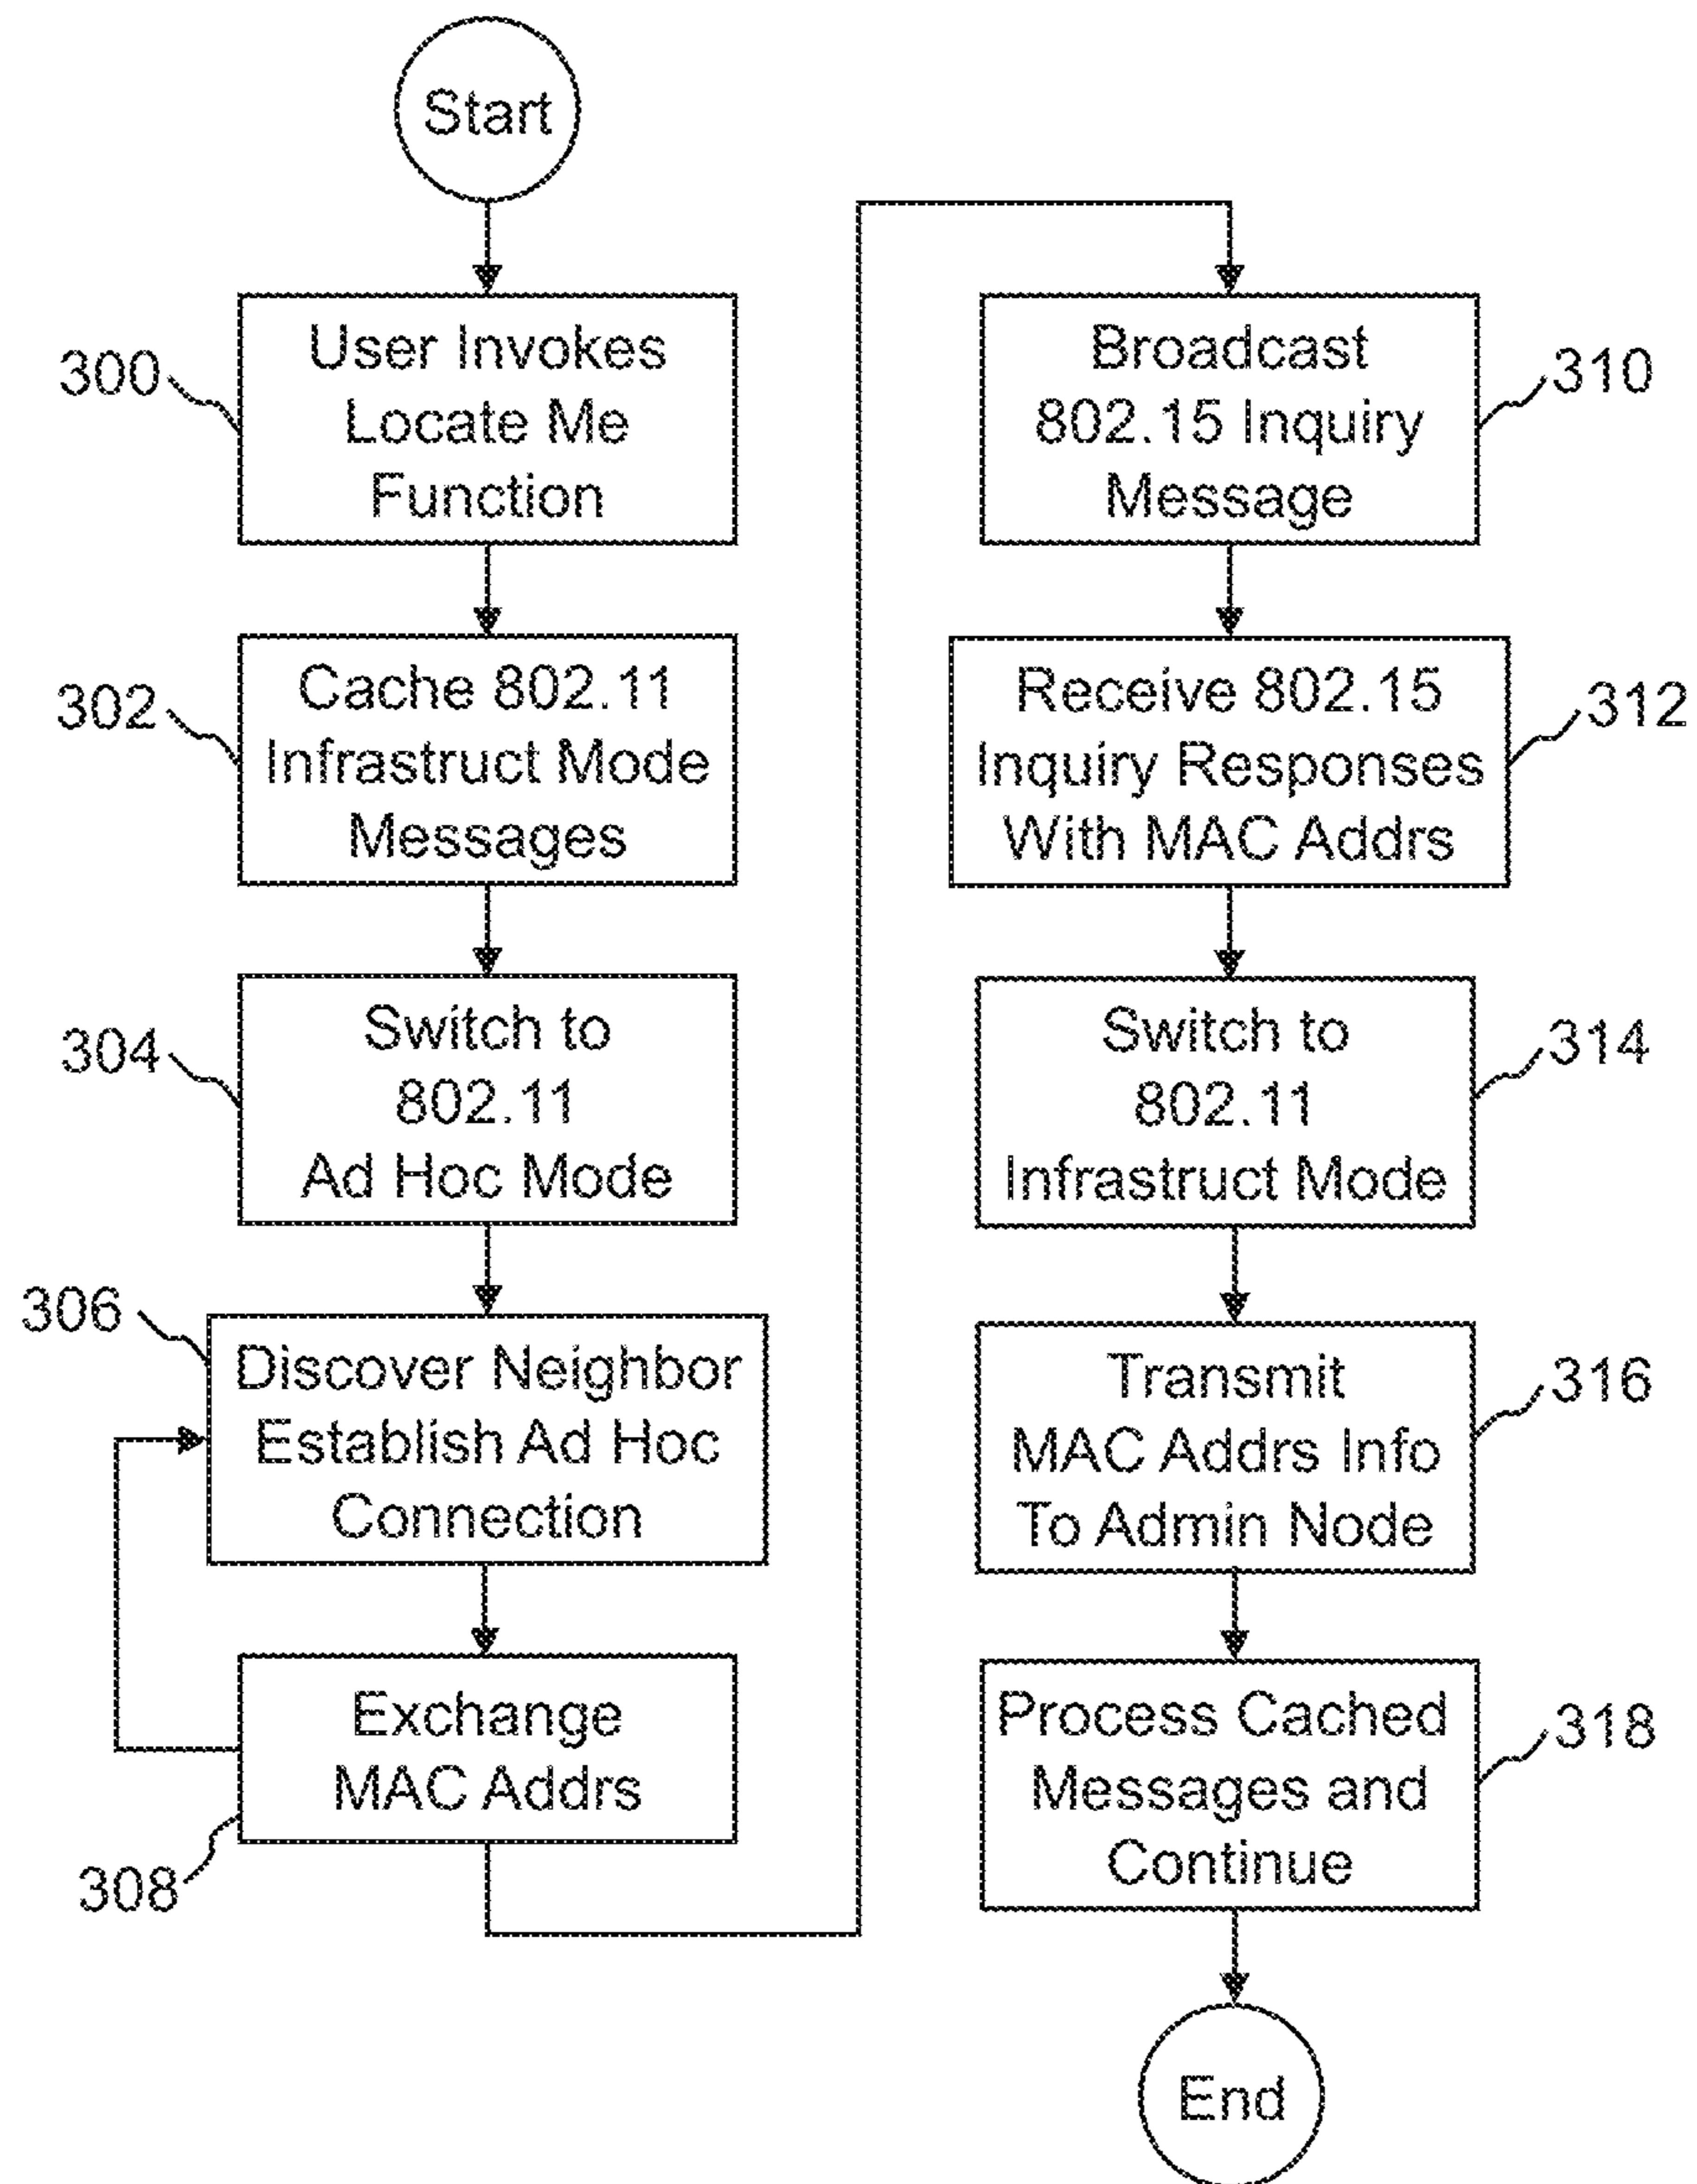 Start
300
User Invokes
Locate Me
Function
302
Cache 802.11
Infrastruct Mode
Messages
304
Switch to
802.11
Ad Hoc Mode
306
Discover Neighbor
Establish Ad Hoc
Connection
Exchange
MAC Addrs
308
Broadcast
802.15 Inquiry
Message
310
Receive 802.15
Inquiry Responses
With MAC Addrs
312
Switch to
802.11
Infrastruct Mode
314
Transmit
MAC Addrs Info
To Admin Node
316
Process Cached
Messages and
Continue
318
End